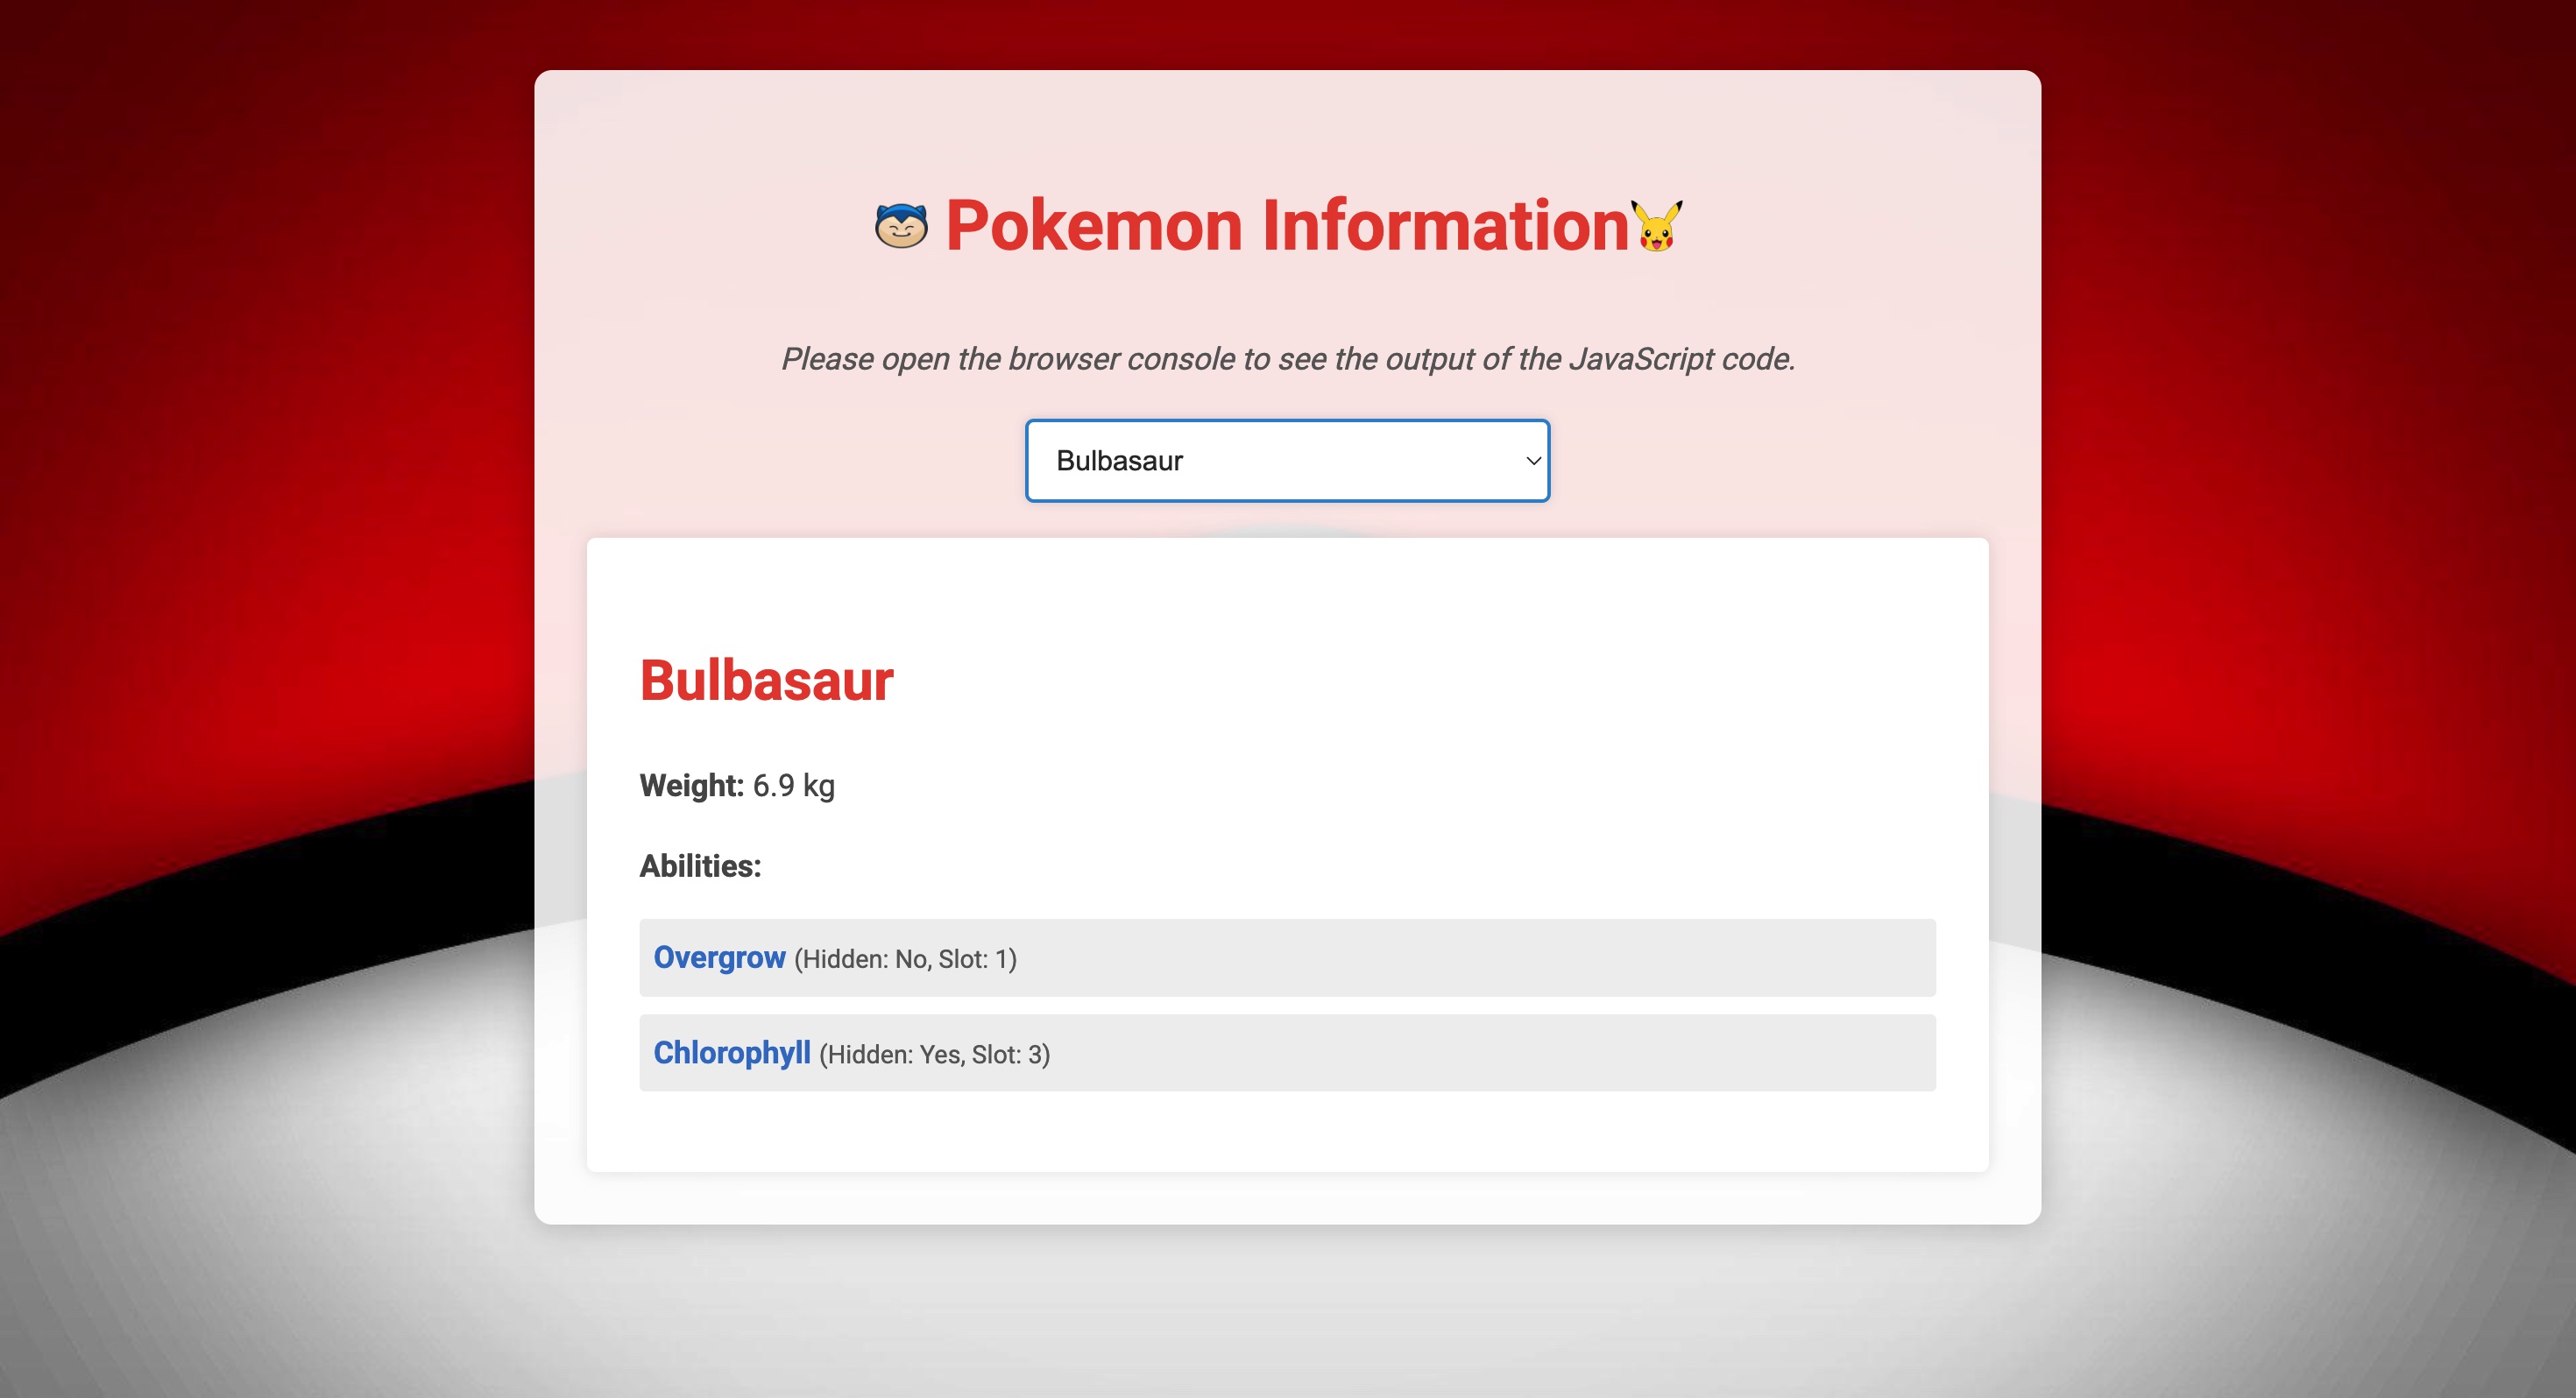 Pokemon Information
Please open the browser console to see the output of the JavaScript code.
Bulbasaur
Bulbasaur
Weight: 6.9 kg
Abilities:
Overgrow (Hidden: No, Slot: 1)
Chlorophyll (Hidden: Yes, Slot: 3)